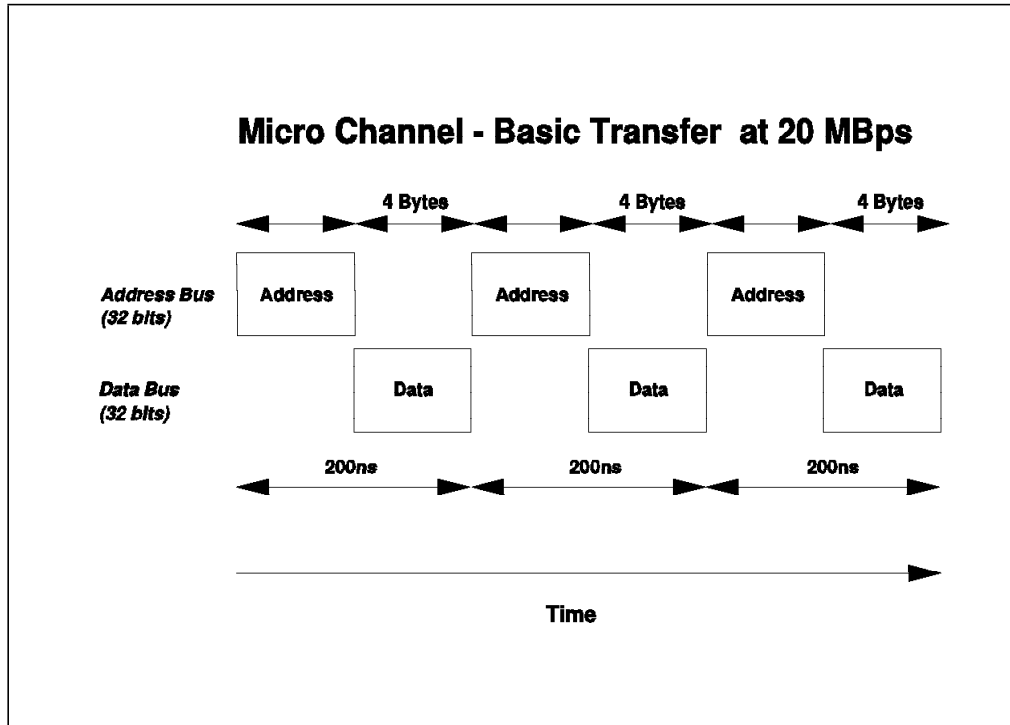 Micro Channel - Basic Transfer at 20 MBps
4 Bytes 4 Bytes 4 Bytes
Address Bus
(32 bits)
Address Address Address
Data Bus
(32 bits)
Data Data Data
200ns 200ns 200ns
Time